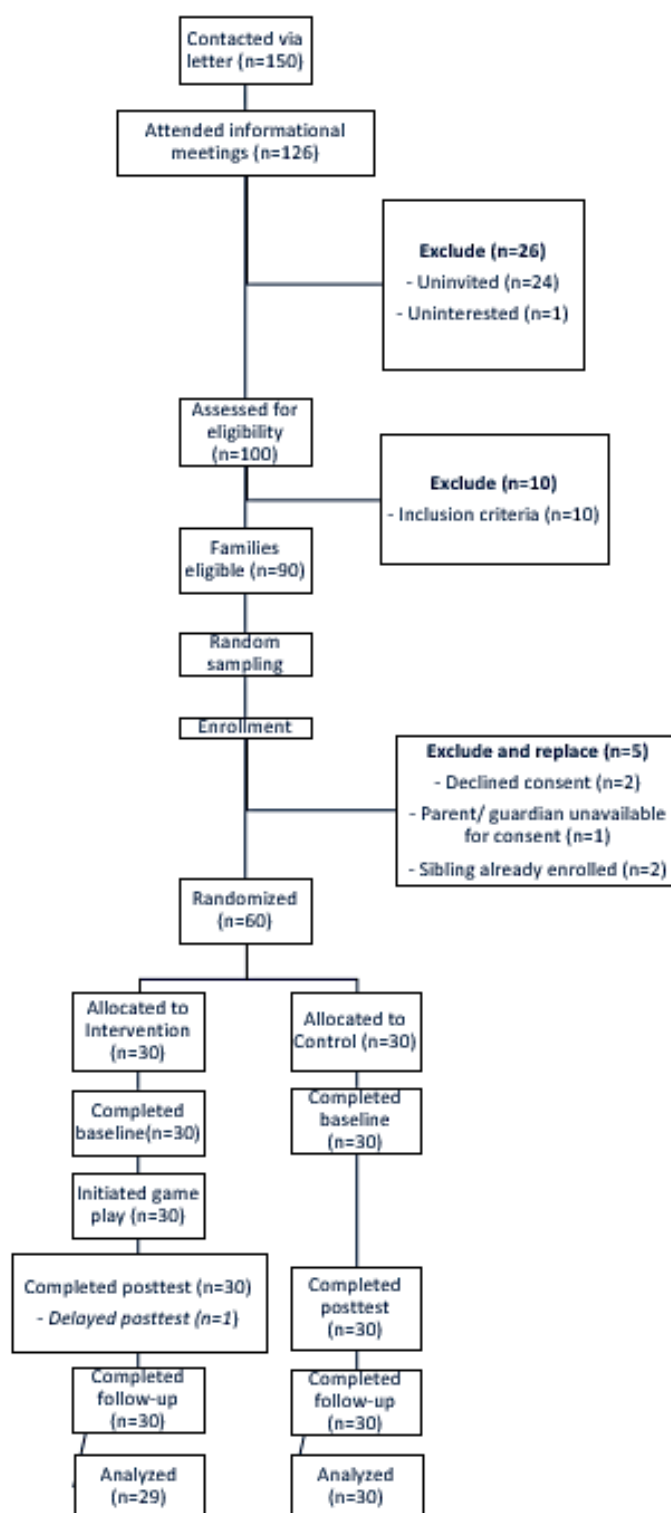 Contacted via
letter (n=150)
Attended informational
meetings (n=126)
Exclude (n=26)
- Uninvited (n=24)
- Uninterested (n=1)
Assessed for
eligibility
(n=100)
Exclude (n=10)
- Inclusion criteria (n=10)
Families
eligible (n=90)
Random
sampling
Enrollment
Exclude and replace (n=5)
- Declined consent (n=2)
- Parent/ guardian unavailable
for consent (n=1)
- Sibling already enrolled (n=2)
Randomized
(n=60)
Allocated to
Intervention
(n=30)
Allocated to
Control (n=30)
Completed
baseline(n=30)
Completed
baseline
(n=30)
Initiated game
play (n=30)
Completed posttest (n=30)
- Delayed posttest (n=1)
Completed
posttest
(n=30)
Completed
follow-up
(n=30)
Completed
follow-up
(n=30)
Analyzed
(n=29)
Analyzed
(n=30)